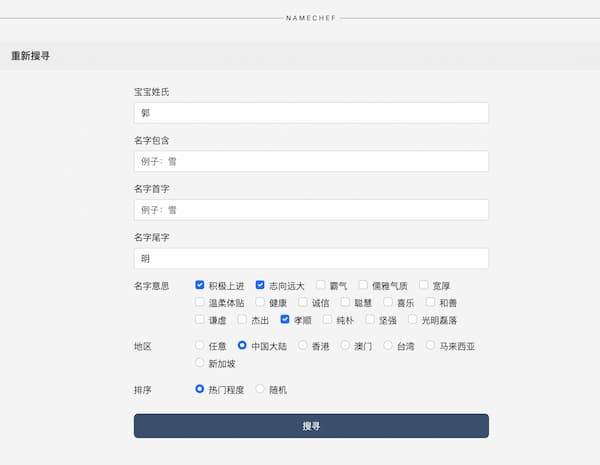 NAMECHEF
重新搜寻
宝宝姓氏
郭
名字包含
例子：雪
名字首字
例子：雪
名字尾字
明
名字意思 积极上进 志向远大 霸气 儒雅气质 宽厚
温柔体贴 健康 诚信 聪慧 喜乐 和善
谦虚 杰出 孝顺 纯朴 坚强 光明磊落
地区 任意 中国大陆 香港 澳门 台湾 马来西亚
新加坡
排序 热门程度 随机
搜寻